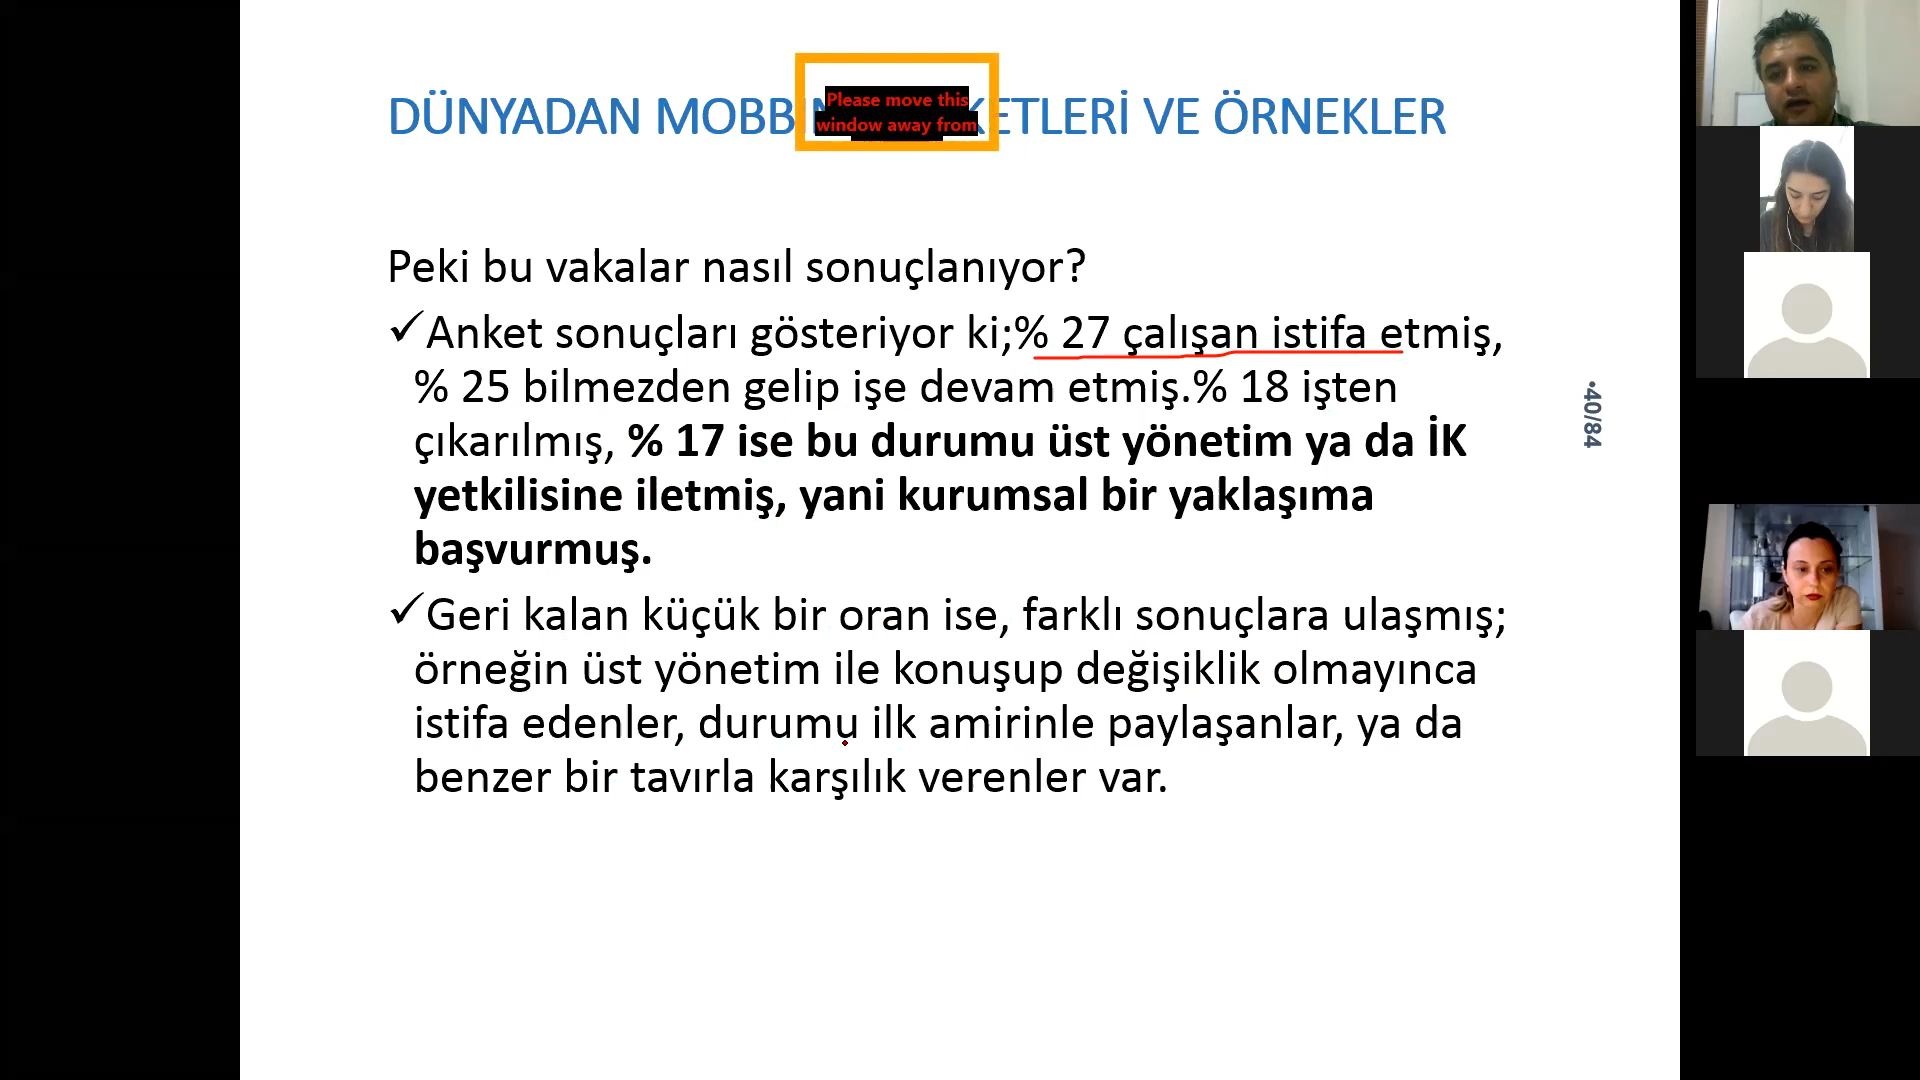 DÜNYADAN MOBB KETLERİ VE ÖRNEKLER
Please move this
window away from
Peki bu vakalar nasıl sonuçlanıyor?
✓Anket sonuçları gösteriyor ki;% 27 çalışan istifa etmiş,
% 25 bilmezden gelip işe devam etmiş.% 18 işten
çıkarılmış, % 17 ise bu durumu üst yönetim ya da İK
yetkilisine iletmiş, yani kurumsal bir yaklaşıma
başvurmuş.
✓Geri kalan küçük bir oran ise, farklı sonuçlara ulaşmış;
örneğin üst yönetim ile konuşup değişiklik olmayınca
istifa edenler, durumu ilk amirinle paylaşanlar, ya da
benzer bir tavırla karşılık verenler var.
•40/84